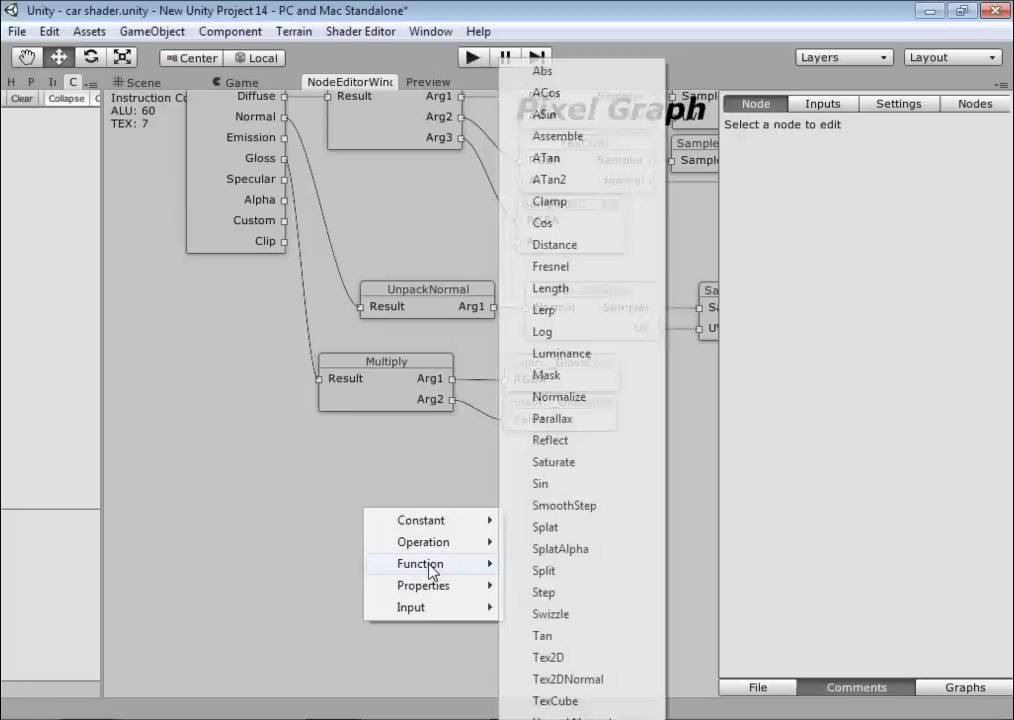 Unity - car shader.unity - New Unity Project 14 - PC and Mac Standalone*
File Edit Assets GameObject Component Terrain Shader Editor Window Help
Center Local Layers Layout
H P C Scene Game NodeEditorWind Preview
Clear Collapse
Instruction Co
ALU: 60
TEX: 7
Diffuse
Normal
Emission
Gloss
Specular
Alpha
Custom
Clip
Result Arg1
Arg2
Arg3
UnpackNormal
Result Arg1
Multiply
Result Arg1
Arg2
Constant
Operation
Function
Properties
Input
Pixel Graph
Abs
ACos
ASin
Assemble
ATan
ATan2
Clamp
Cos
Distance
Fresnel
Length
Lerp
Log
Luminance
Mask
Normalize
Parallax
Reflect
Saturate
Sin
SmoothStep
Splat
SplatAlpha
Split
Step
Swizzle
Tan
Tex2D
Tex2DNormal
TexCube
Sample
Sampl
Node Inputs Settings Nodes
Select a node to edit
File Comments Graphs